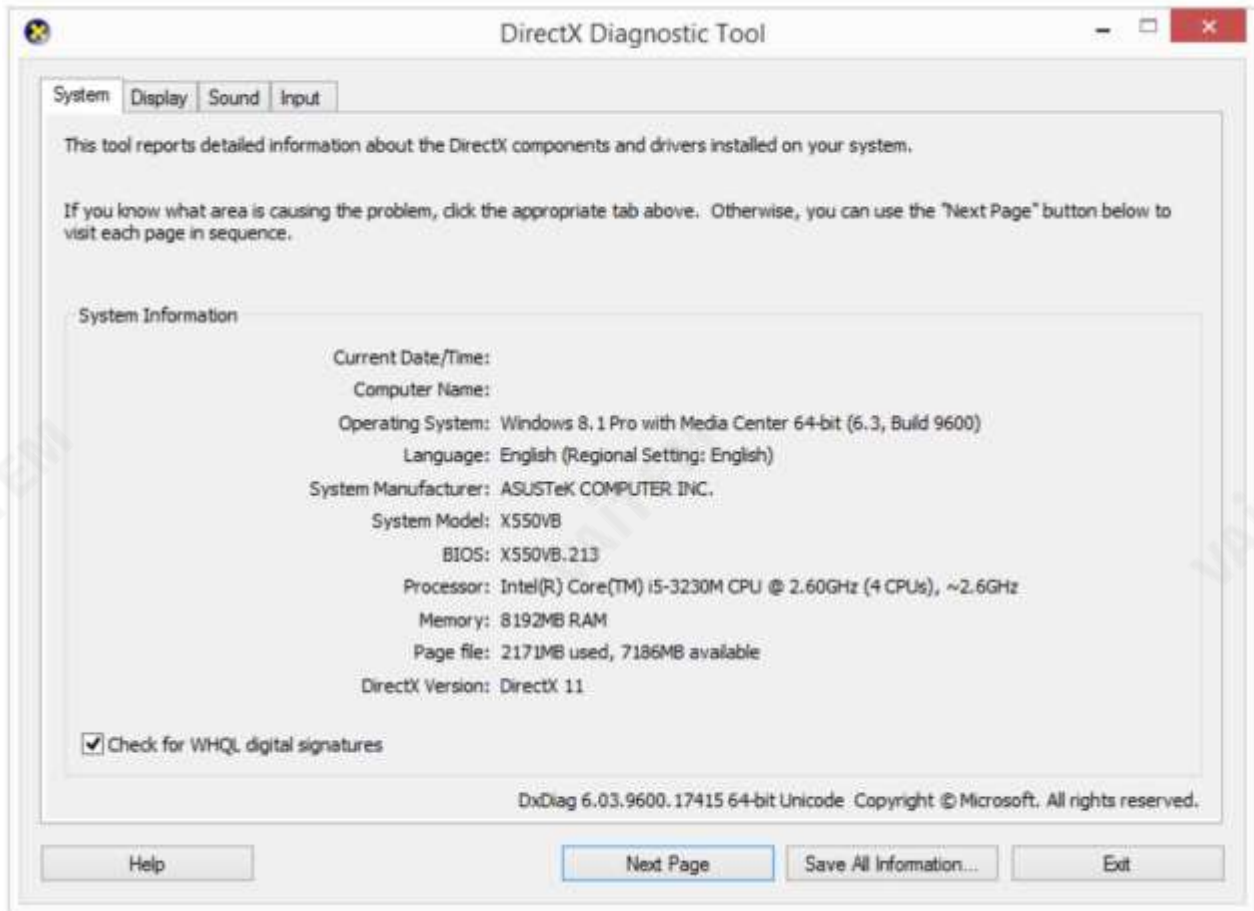 DirectX Diagnostic Tool
System Display Sound Input
This tool reports detailed information about the DirectX components and drivers installed on your system.
If you know what area is causing the problem, click the appropriate tab above. Otherwise, you can use the "Next Page" button below to
visit each page in sequence.
System Information
Current Date/Time:
Computer Name:
Operating System: Windows 8.1 Pro with Media Center 64-bit (6.3, Build 9600)
Language: English (Regional Setting: English)
System Manufacturer: ASUSTeK COMPUTER INC.
System Model: X550VB
BIOS: X550VB.213
Processor: Intel(R) Core(TM) i5-3230M CPU @ 2.60GHz (4 CPUs), ~2.6GHz
Memory: 8192MB RAM
Page file: 2171MB used, 7186MB available
DirectX Version: DirectX 11
Check for WHQL digital signatures
DxDiag 6.03.9600.17415 64-bit Unicode Copyright © Microsoft. All rights reserved.
Help Next Page Save All Information... Exit